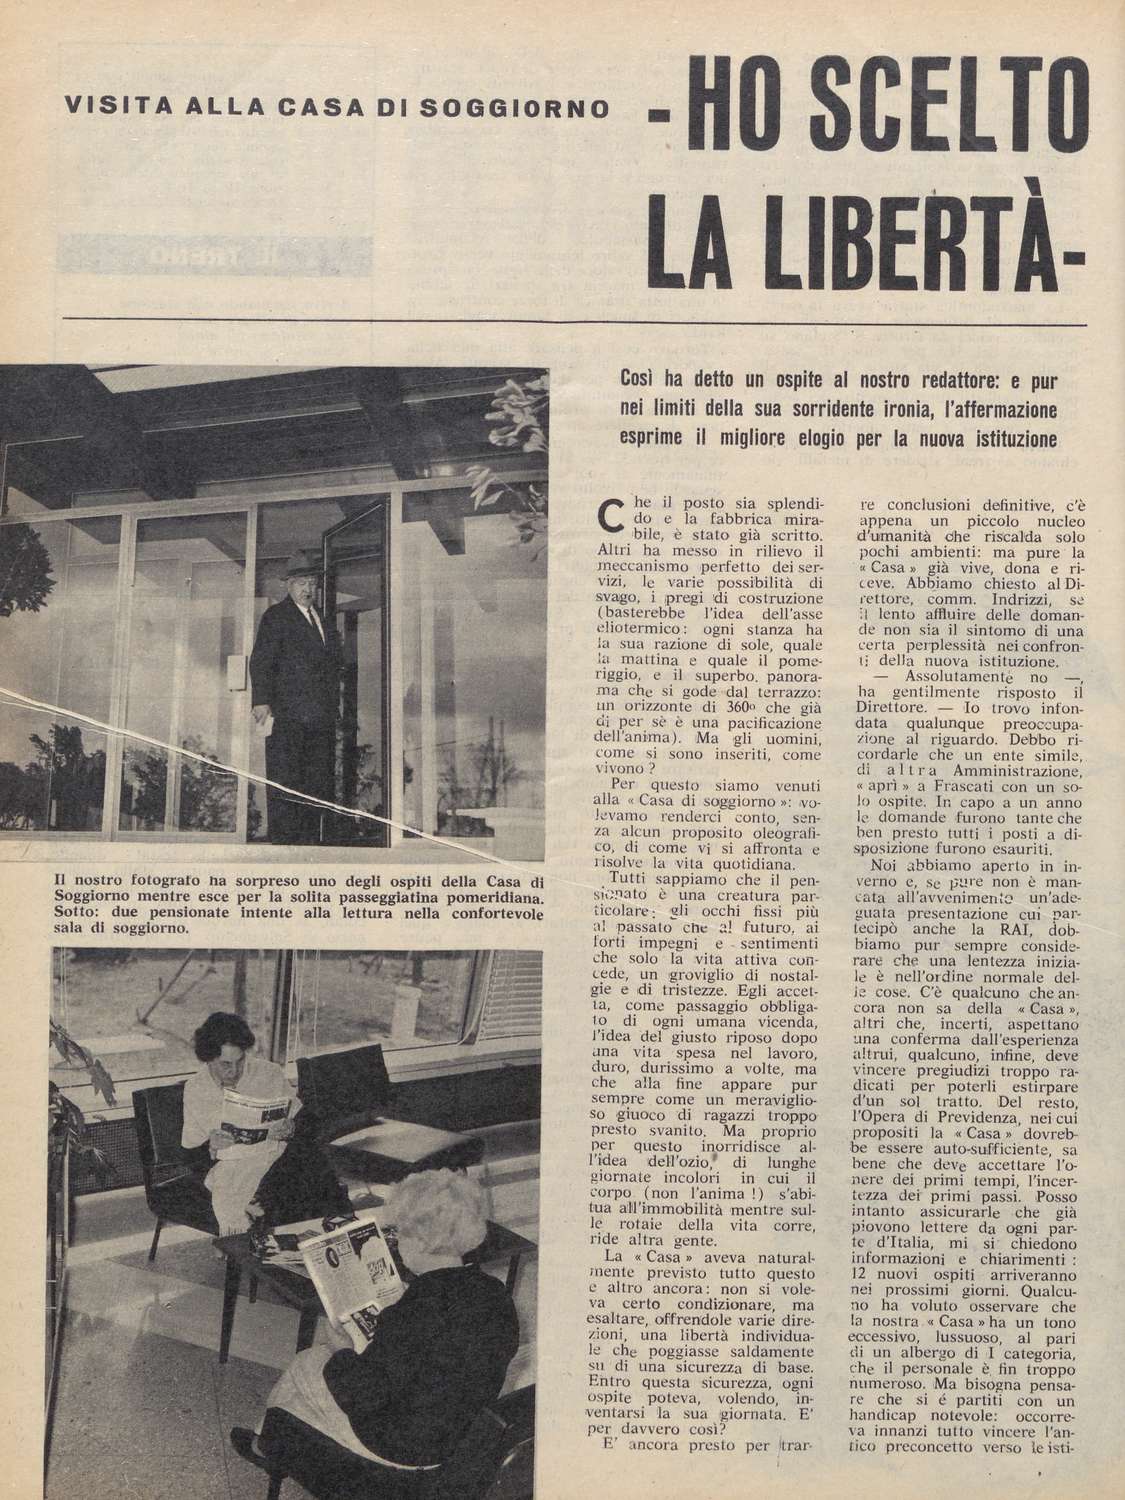 VISITA ALLA CASA DI SOGGIORNO
- HO SCELTO
LA LIBERTÀ-
Così ha detto un ospite al nostro redattore: e pur
nei limiti della sua sorridente ironia, l'affermazione
esprime il migliore elogio per la nuova istituzione
Il nostro fotografo ha sorpreso uno degli ospiti della Casa di
Soggiorno mentre esce per la solita passeggiatina pomeridiana.
Sotto: due pensionate intente alla lettura nella confortevole
sala di soggiorno.
Che il posto sia splendi-
do e la fabbrica mira-
bile, è stato già scritto.
Altri ha messo in rilievo il
meccanismo perfetto dei ser-
vizi, le varie possibilità di
svago, i pregi di costruzione
(basterebbe l'idea dell'asse
eliotermico: ogni stanza ha
la sua razione di sole, quale
la mattina e quale il pome-
riggio, e il superbo. panora-
ma che si gode dal terrazzo:
un orizzonte di 360º che già
di per sè è una pacificazione
dell'anima). Ma gli uomini,
come si sono inseriti, come
vivono ?
Per questo siamo venuti
alla « Casa di soggiorno »: vo-
levamo renderci conto, sen-
za alcun proposito oleografi-
co, di come vi si affronta e
risolve la vita quotidiana.
Tutti sappiamo che il pen-
sionato è una creatura par-
ticolare: gli occhi fissi più
al passato che al futuro, ai
forti impegni e - sentimenti
che solo la vita attiva con-
cede, un groviglio di nostal-
gie e di tristezze. Egli accet-
ta, come passaggio obbliga-
to di ogni umana vicenda,
l'idea del giusto riposo dopo
una vita spesa nel lavoro,
duro, durissimo a volte, ma
che alla fine appare pur
sempre come un meraviglio-
so giuoco di ragazzi troppo
presto svanito. Ma proprio
per questo inorridisce al-
l'idea dell'ozio, di lunghe
giornate incolori in cui il
corpo (non l'anima !) s'abi-
tua all'immobilità mentre sul-
le rotaie della vita corre,
ride altra gente.
La « Casa » aveva natural-
mente previsto tutto questo
e altro ancora: non si vole-
va certo condizionare, ma
esaltare, offrendole varie dire-
zioni, una libertà individua-
le che poggiasse saldamente
su di una sicurezza di base.
Entro questa sicurezza, ogni
ospite poteva, volendo, in-
ventarsi la sua giornata. E'
per davvero così?
E' ancora presto per trar-
re conclusioni definitive, c'è
appena un piccolo nucleo
d'umanità che riscalda solo
pochi ambienti: ma pure la
« Casa » già vive, dona e ri-
ceve. Abbiamo chiesto al Di-
rettore, comm. Indrizzi, se
il lento affluire delle doman-
de non sia il sintomo di una
certa perplessità nei confron-
ti della nuova istituzione.
— Assolutamente no —,
ha gentilmente risposto il
Direttore. — Io trovo infon-
data qualunque preoccupa-
zione al riguardo. Debbo ri-
cordarle che un ente simile,
di altra Amministrazione,
« aprì » a Frascati con un so-
lo ospite. In capo a un anno
le domande furono tante che
ben presto tutti i posti a di-
sposizione furono esauriti.
Noi abbiamo aperto in in-
verno e, se pure non è man-
cata all'avvenimento un'ade-
guata presentazione cui par-
tecipò anche la RAI, dob-
biamo pur sempre conside-
rare che una lentezza inizia-
le è nell'ordine normale del-
le cose. C'è qualcuno che an-
cora non sa della « Casa »,
altri che, incerti, aspettano
una conferma dall'esperienza
altrui, qualcuno, infine, deve
vincere pregiudizi troppo ra-
dicati per poterli estirpare
d'un sol tratto. Del resto,
l'Opera di Previdenza, nei cui
propositi la « Casa » dovreb-
be essere auto-sufficiente, sa
bene che deve accettare l'o-
nere dei primi tempi, l'incer-
tezza dei primi passi. Posso
intanto assicurarle che già
piovono lettere da ogni par-
te d'Italia, mi si chiedono
informazioni e chiarimenti :
12 nuovi ospiti arriveranno
nei prossimi giorni. Qualcu-
no ha voluto osservare che
la nostra « Casa » ha un tono
eccessivo, lussuoso, al pari
di un albergo di I categoria,
che il personale è fin troppo
numeroso. Ma bisogna pensa-
re che si é partiti con un
handicap notevole: occorre-
va innanzi tutto vincere l'an-
tico preconcetto verso le isti-